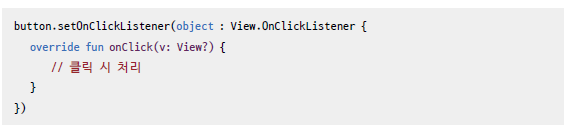 button.setOnClickListener(object : View.OnClickListener {
override fun onClick(v: View?) {
// 클릭 시 처리
}
})